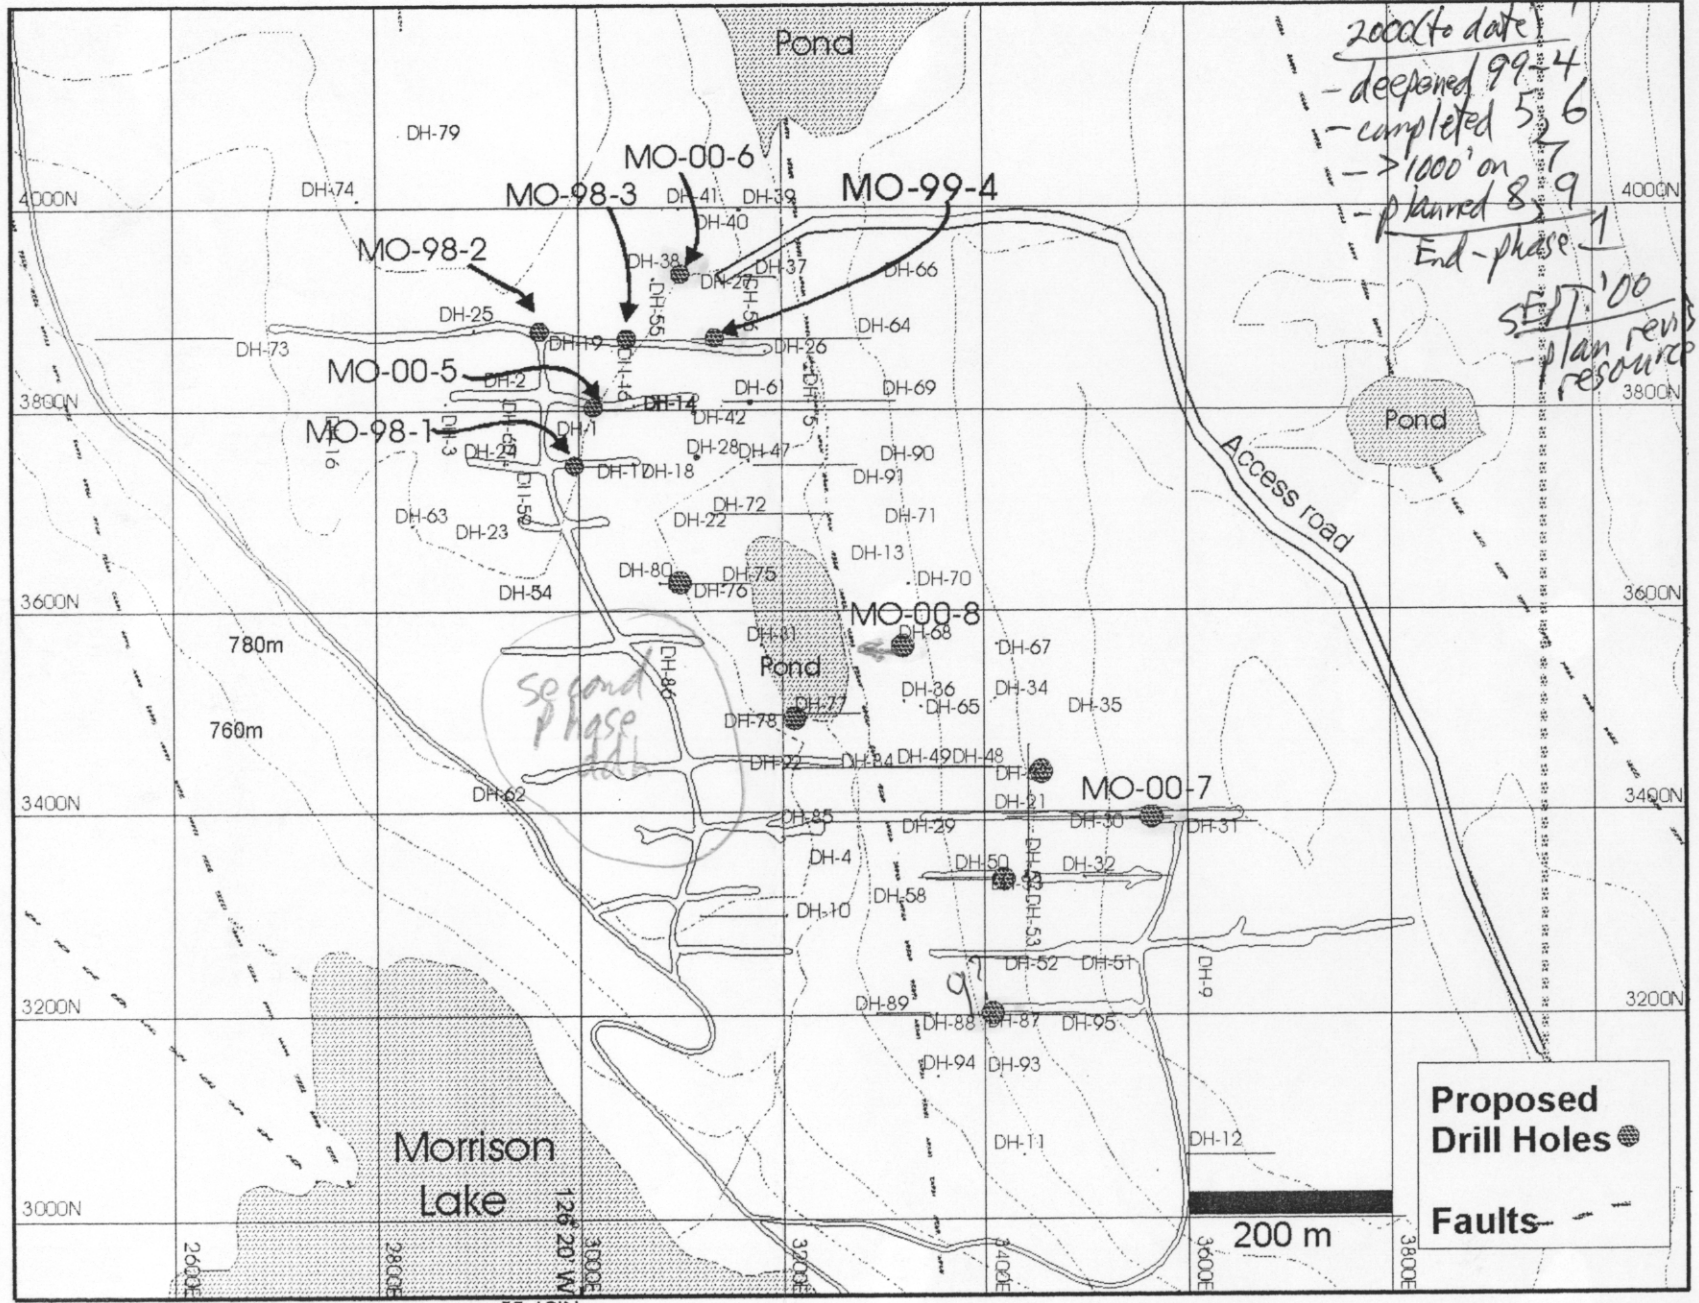 Pond
2000(to date)
- deepened 99-4
- completed 5, 6
- >1000' on 7
- planned 8, 9
End-phase 1
SEPT '00
- plan
resource
DH-79
MO-00-6
DH-74
MO-98-3
DH-41
DH-39
MO-99-4
4000N
4000N
DH-40
MO-98-2
DH-38
DH-37
DH-66
DH-27
DH-55
DH-56
DH-25
DH-64
DH-73
DH-19
DH-26
MO-00-5
DH-2
DH-61
DH-69
DH-14
3800N
3800N
DH-42
Pond
MO-98-1
DH-1
DH-3
DH-24
DH-28
DH-47
DH-90
Access road
DH-17
DH-18
DH-91
DH-72
DH-63
DH-22
DH-71
DH-23
DH-13
DH-80
DH-75
DH-70
DH-54
DH-76
3600N
3600N
MO-00-8
DH-68
780m
DH-67
Pond
DH-86
second
phase
ddh
DH-36
DH-34
DH-65
DH-35
DH-77
DH-78
760m
DH-92
DH-84
DH-49
DH-48
MO-00-7
DH-62
DH-21
3400N
3400N
DH-85
DH-29
DH-30
DH-31
DH-4
DH-50
DH-32
DH-58
DH-10
DH-53
DH-52
DH-51
DH-9
9
3200N
3200N
DH-89
DH-88
DH-87
DH-95
DH-94
DH-93
Proposed
Drill Holes
Morrison
Lake
DH-11
DH-12
3000N
Faults
200 m
2600E
2800E
126°20'W
3000E
3200E
3400E
3600E
3800E